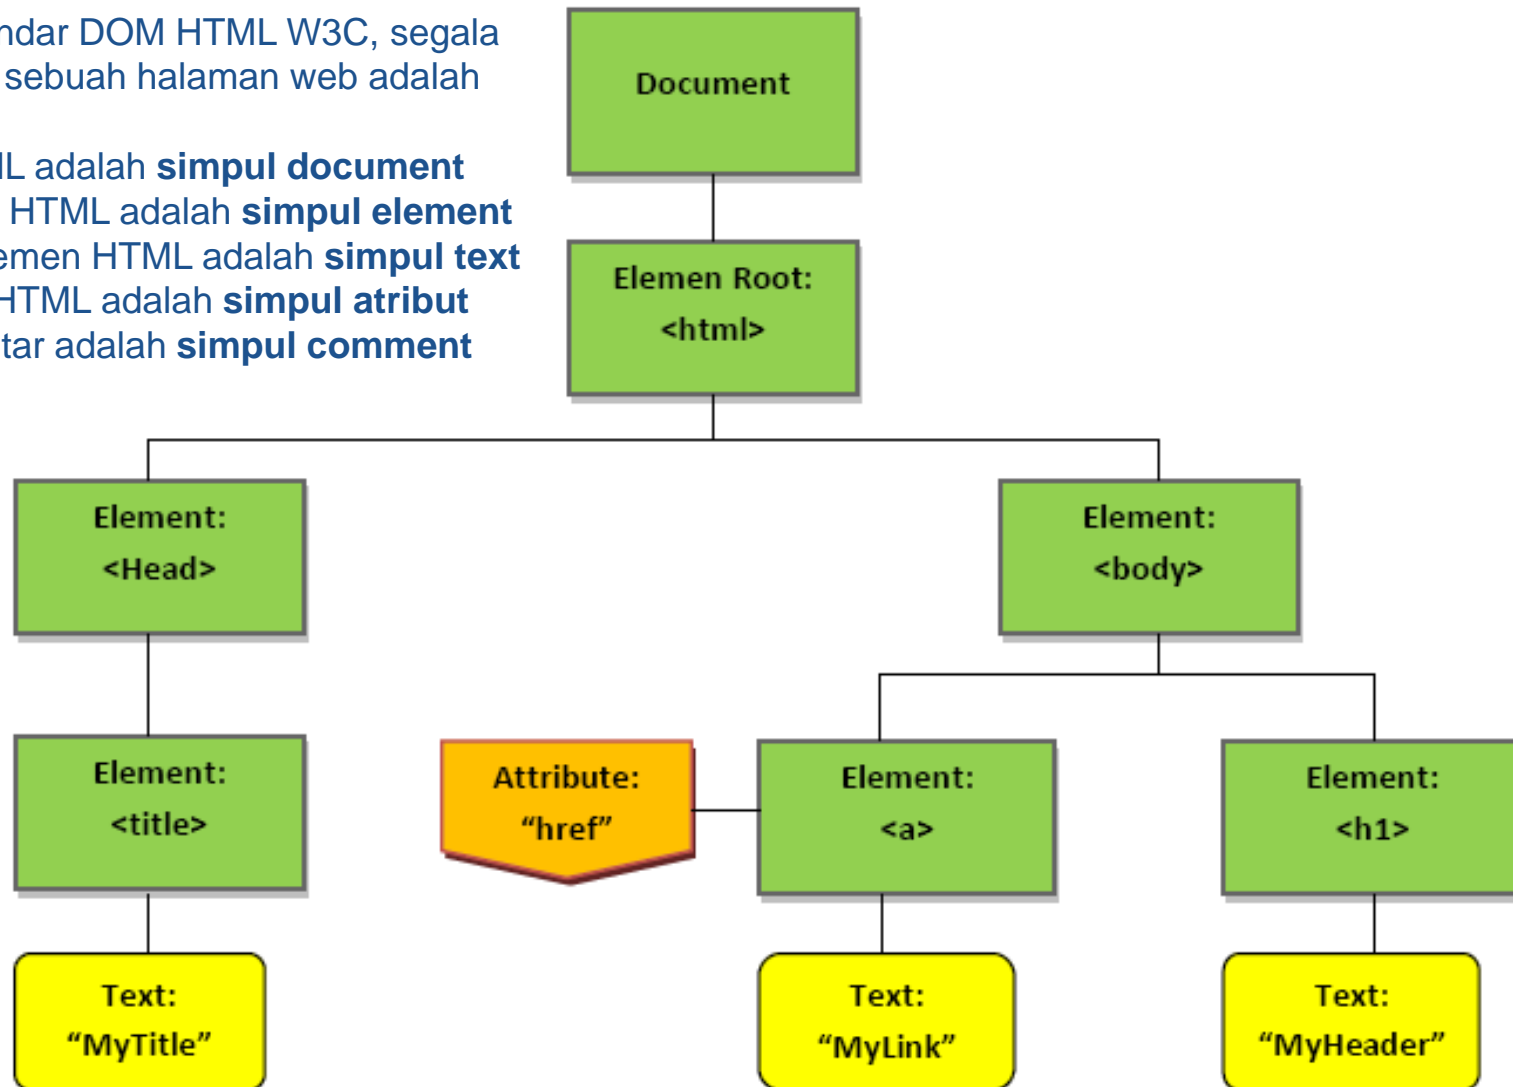 ndar DOM HTML W3C, segala
sebuah halaman web adalah
ML adalah simpul document
HTML adalah simpul element
emen HTML adalah simpul text
HTML adalah simpul atribut
tar adalah simpul comment
Document
Elemen Root:
<html>
Element:
<Head>
Element:
<body>
Element:
<title>
Attribute:
“href”
Element:
<a>
Element:
<h1>
Text:
“MyTitle”
Text:
“MyLink”
Text:
“MyHeader”